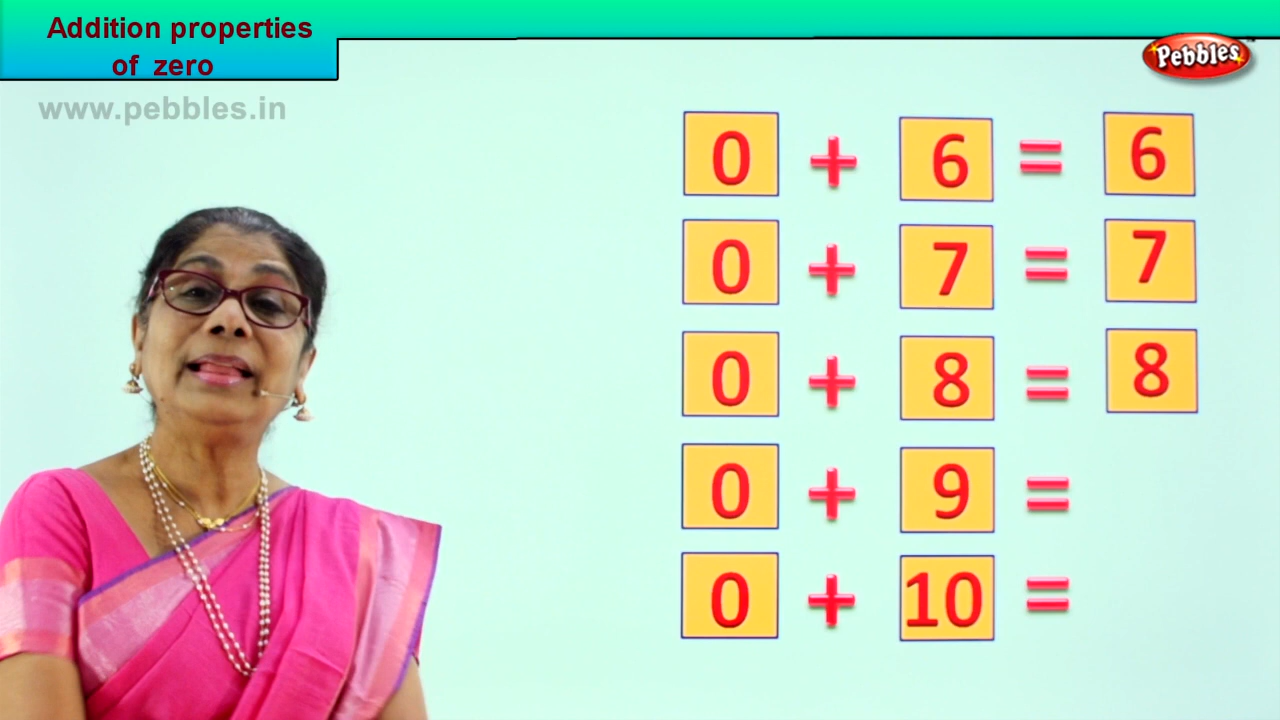 Addition properties
of zero
www.pebbles.in
Pebbles
0 + 6 = 6
0 + 7 = 7
0 + 8 = 8
0 + 9 =
0 + 10 =